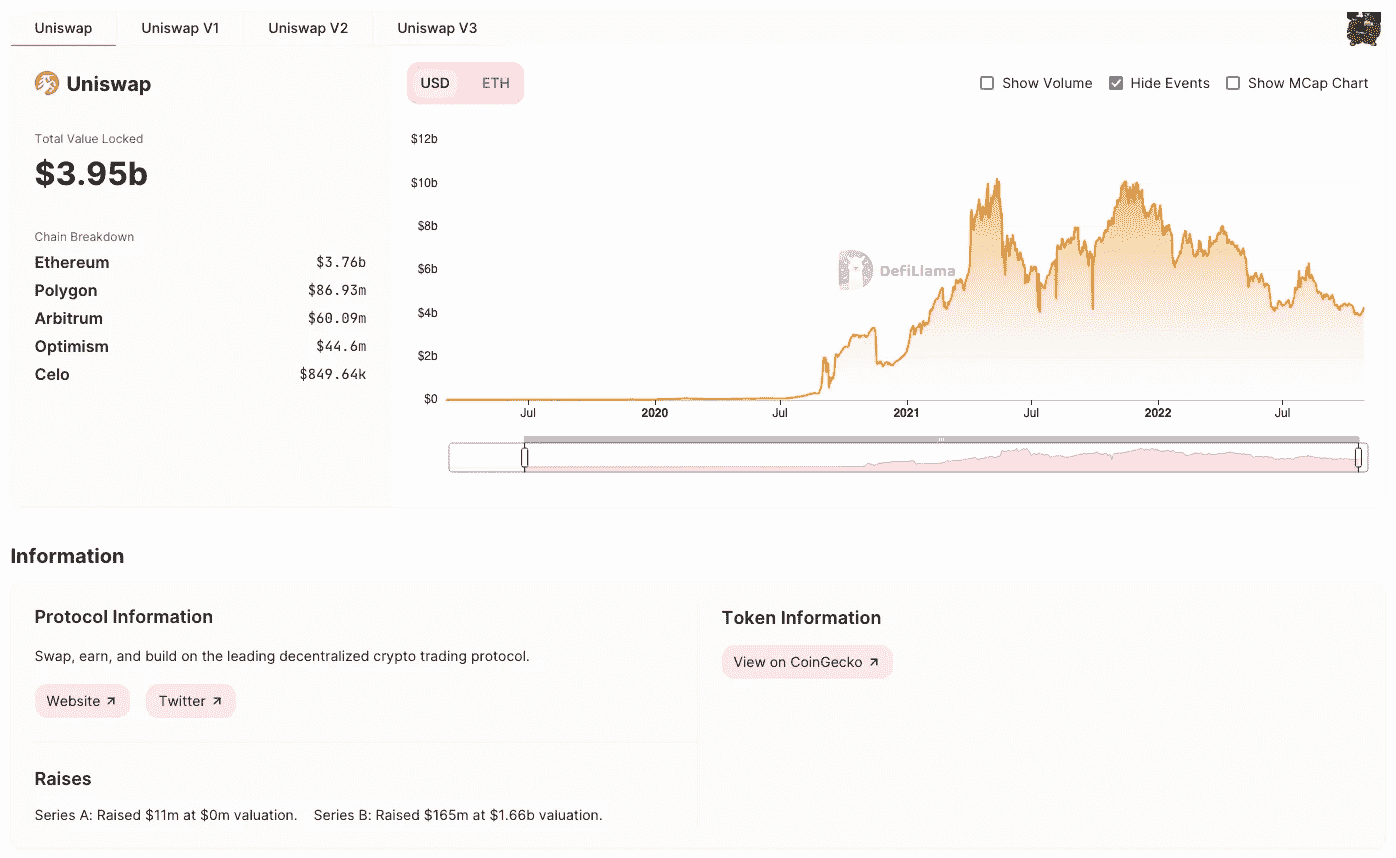 Uniswap Uniswap V1 Uniswap V2 Uniswap V3
Uniswap
USD ETH
Show Volume Hide Events Show MCap Chart
Total Value Locked
$3.95b
Chain Breakdown
Ethereum $3.76b
Polygon $86.93m
Arbitrum $60.09m
Optimism $44.6m
Celo $849.64k
$12b
$10b
$8b
$6b
$4b
$2b
$0
DefiLlama
Jul 2020 Jul 2021 Jul 2022 Jul
Information
Protocol Information
Swap, earn, and build on the leading decentralized crypto trading protocol.
Website Twitter
Raises
Series A: Raised $11m at $0m valuation. Series B: Raised $165m at $1.66b valuation.
Token Information
View on CoinGecko